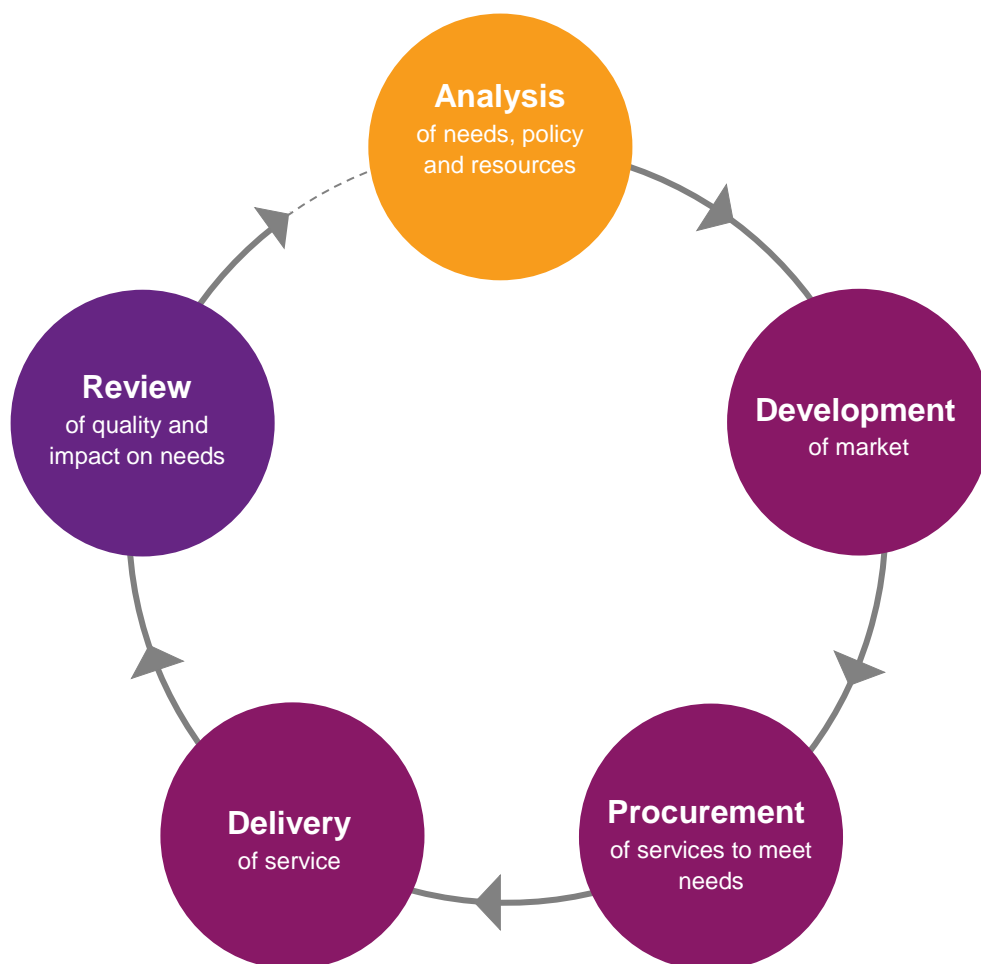 Analysis
of needs, policy
and resources
Development
of market
Procurement
of services to meet
needs
Delivery
of service
Review
of quality and
impact on needs